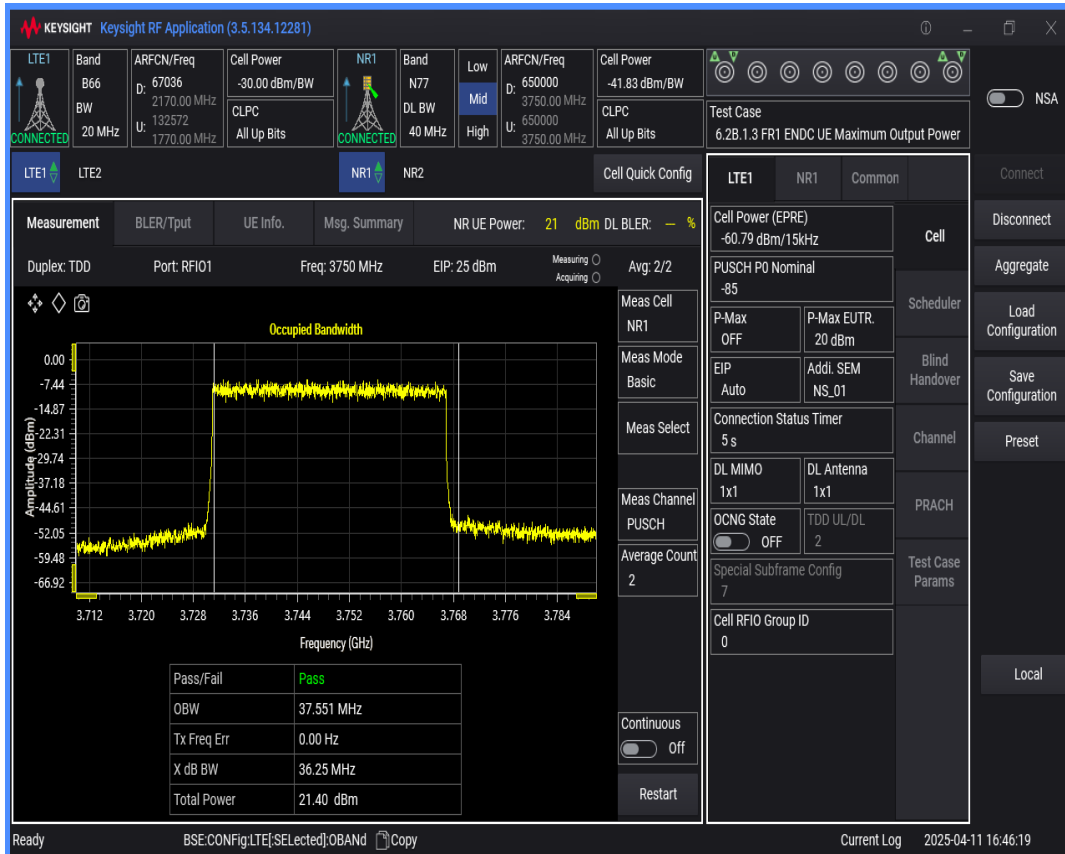 KEYSIGHT Keysight RF Application (3.5.134.12281)
LTE1
CONNECTED
Band
B66
BW
20 MHz
ARFCN/Freq
D: 67036
2170.00 MHz
U: 132572
1770.00 MHz
Cell Power
-30.00 dBm/BW
CLPC
All Up Bits
NR1
CONNECTED
Band
N77
DL BW
40 MHz
Low
Mid
High
ARFCN/Freq
D: 650000
3750.00 MHz
U: 650000
3750.00 MHz
Cell Power
-41.83 dBm/BW
CLPC
All Up Bits
Test Case
6.2B.1.3 FR1 ENDC UE Maximum Output Power
NSA
LTE1 LTE2 NR1 NR2 Cell Quick Config
Measurement BLER/Tput UE Info. Msg. Summary NR UE Power: 21 dBm DL BLER: — %
Duplex: TDD Port: RFIO1 Freq: 3750 MHz EIP: 25 dBm Measuring Acquiring Avg: 2/2
Occupied Bandwidth
Amplitude (dBm)
0.00
-7.44
-14.87
-22.31
-29.74
-37.18
-44.61
-52.05
-59.48
-66.92
3.712 3.720 3.728 3.736 3.744 3.752 3.760 3.768 3.776 3.784
Frequency (GHz)
Pass/Fail Pass
OBW 37.551 MHz
Tx Freq Err 0.00 Hz
X dB BW 36.25 MHz
Total Power 21.40 dBm
Meas Cell
NR1
Meas Mode
Basic
Meas Select
Meas Channel
PUSCH
Average Count
2
Continuous
Off
Restart
LTE1 NR1 Common
Cell Power (EPRE)
-60.79 dBm/15kHz
PUSCH P0 Nominal
-85
P-Max
OFF
P-Max EUTR.
20 dBm
EIP
Auto
Addi. SEM
NS_01
Connection Status Timer
5 s
DL MIMO
1x1
DL Antenna
1x1
OCNG State
OFF
TDD UL/DL
2
Special Subframe Config
7
Cell RFIO Group ID
0
Cell
Scheduler
Blind
Handover
Channel
PRACH
Test Case
Params
Connect
Disconnect
Aggregate
Load
Configuration
Save
Configuration
Preset
Local
Ready BSE:CONFig:LTE[:SELected]:OBANd Copy Current Log 2025-04-11 16:46:19